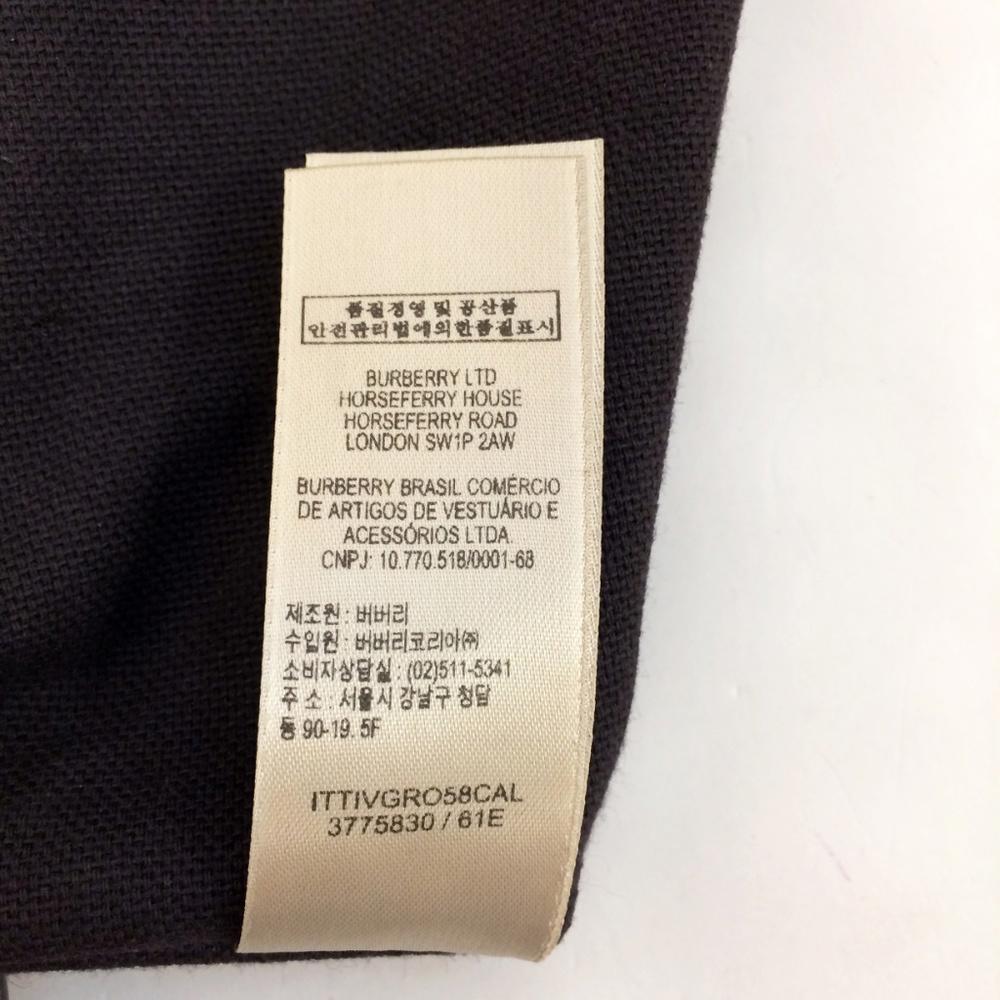 품질경영 및 공산품
안전관리법에의한품질표시
BURBERRY LTD
HORSEFERRY HOUSE
HORSEFERRY ROAD
LONDON SW1P 2AW
BURBERRY BRASIL COMÉRCIO
DE ARTIGOS DE VESTUÁRIO E
ACESSÓRIOS LTDA.
CNPJ: 10.770.518/0001-68
제조원 : 버버리
수입원 : 버버리코리아㈜
소비자상담실 : (02)511-5341
주 소 : 서울시 강남구 청담
동 90-19. 5F
ITTIVGRO58CAL
3775830 / 61E